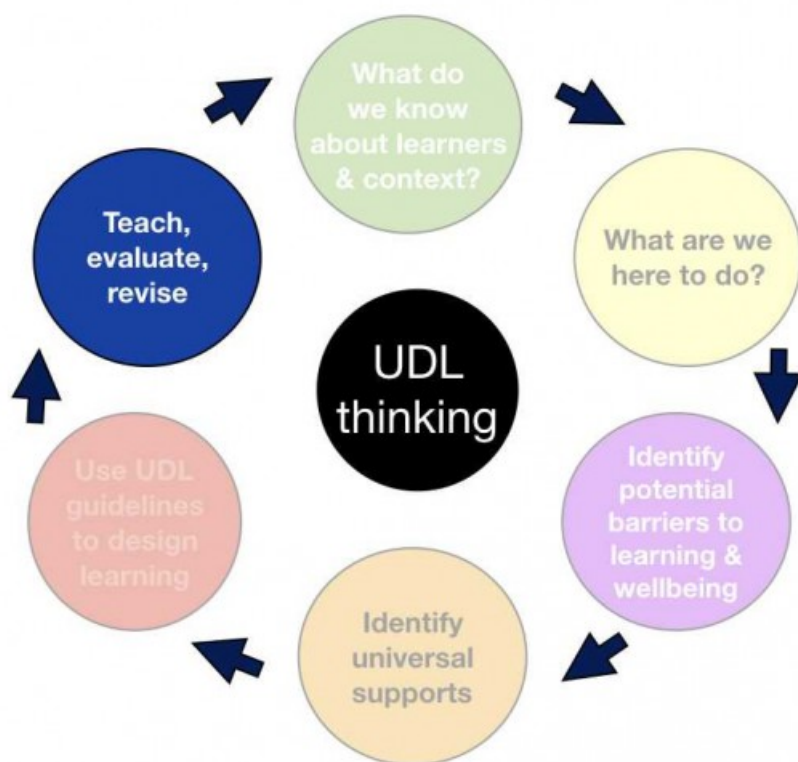 What do
we know
about learners
& context?
What are we
here to do?
Identify
potential
barriers to
learning &
wellbeing
Identify
universal
supports
Use UDL
guidelines
to design
learning
Teach,
evaluate,
revise
UDL
thinking